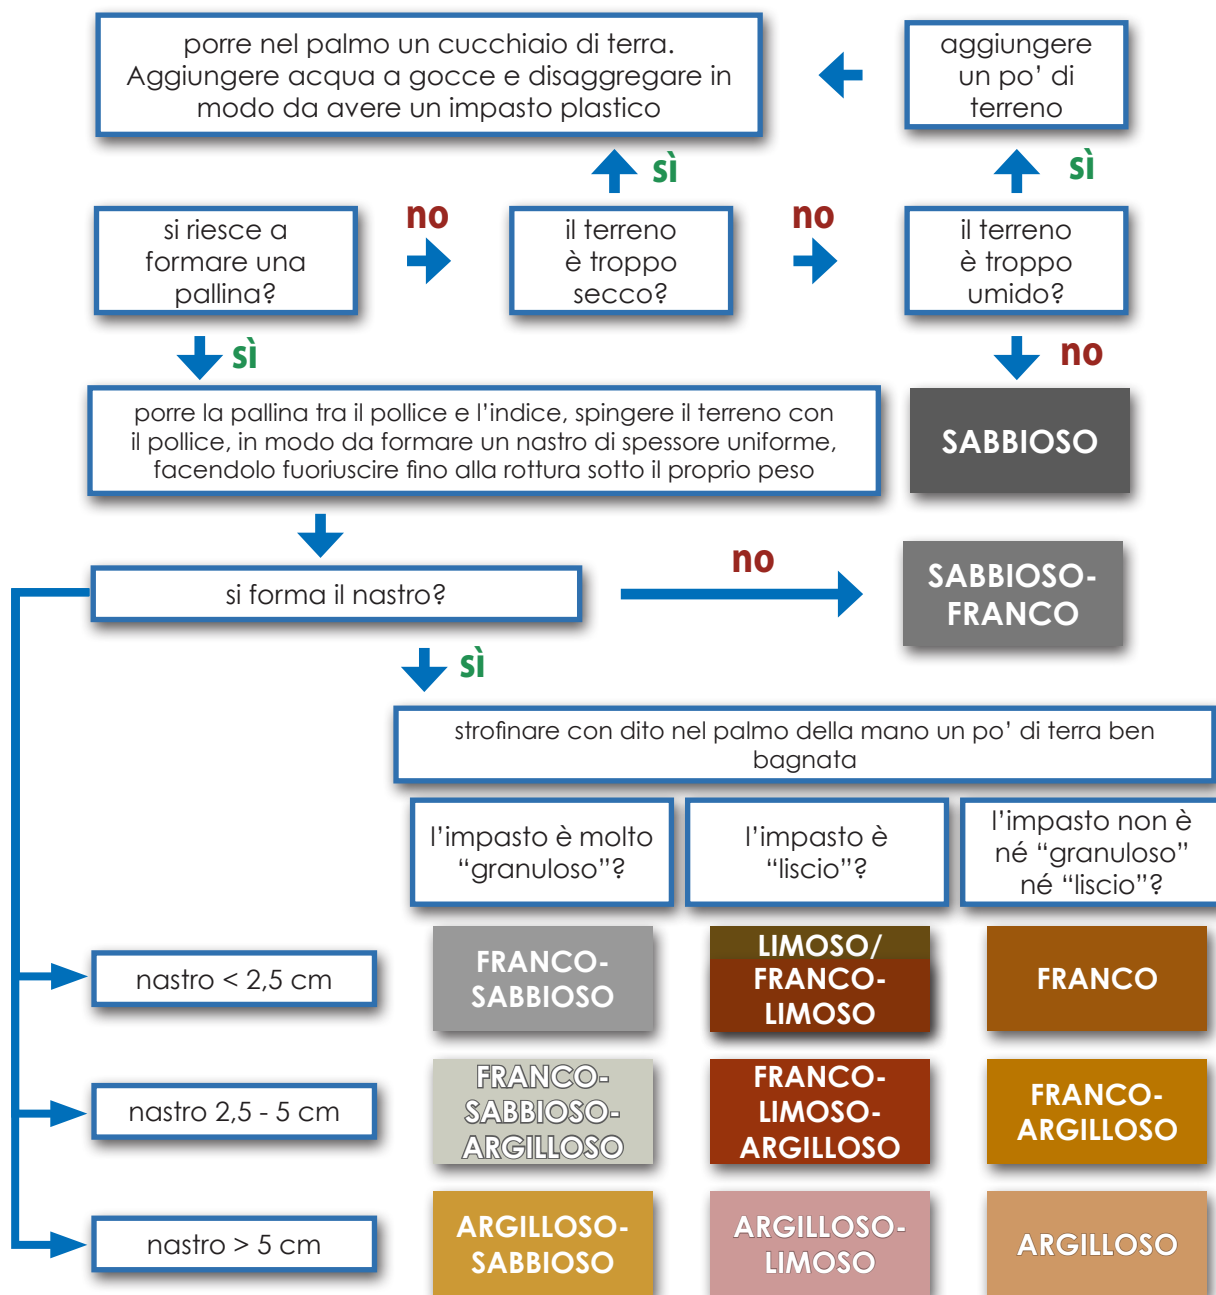 porre nel palmo un cucchiaio di terra.
Aggiungere acqua a gocce e disaggregare in
modo da avere un impasto plastico
aggiungere
un po’ di
terreno
sì
sì
si riesce a
formare una
pallina?
no
il terreno
è troppo
secco?
no
il terreno
è troppo
umido?
sì
no
porre la pallina tra il pollice e l’indice, spingere il terreno con
il pollice, in modo da formare un nastro di spessore uniforme,
facendolo fuoriuscire fino alla rottura sotto il proprio peso
SABBIOSO
si forma il nastro?
no
SABBIOSO-
FRANCO
sì
strofinare con dito nel palmo della mano un po’ di terra ben
bagnata
l’impasto è molto
“granuloso”?
l’impasto è
“liscio”?
l’impasto non è
né “granuloso”
né “liscio”?
nastro < 2,5 cm
FRANCO-
SABBIOSO
LIMOSO/
FRANCO-
LIMOSO
FRANCO
nastro 2,5 - 5 cm
FRANCO-
SABBIOSO-
ARGILLOSO
FRANCO-
LIMOSO-
ARGILLOSO
FRANCO-
ARGILLOSO
nastro > 5 cm
ARGILLOSO-
SABBIOSO
ARGILLOSO-
LIMOSO
ARGILLOSO